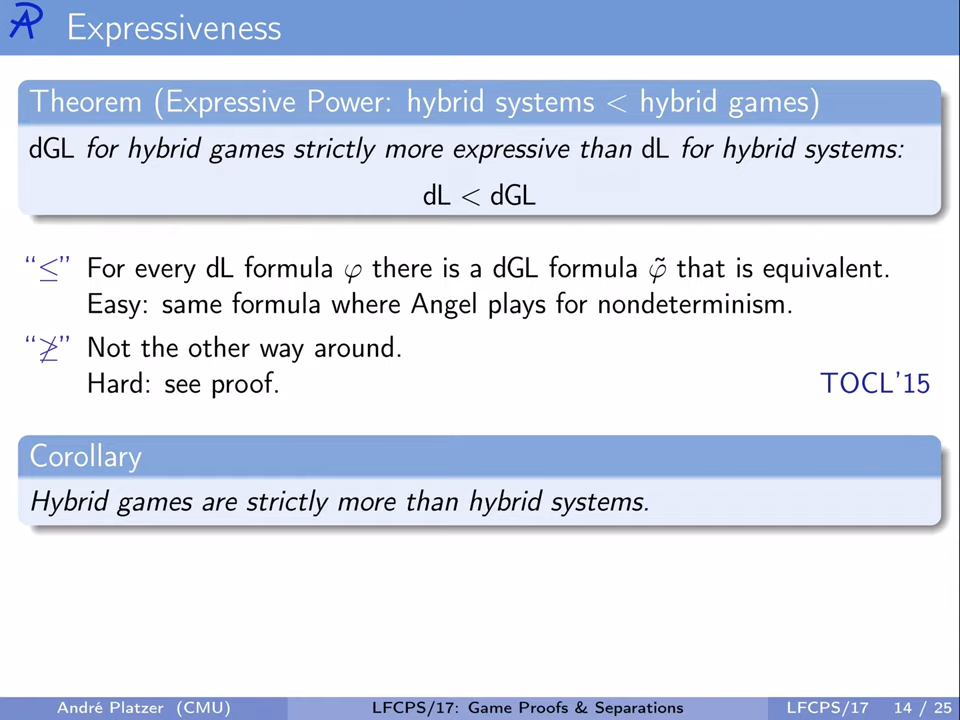 Expressiveness
Theorem (Expressive Power: hybrid systems < hybrid games)
dGL for hybrid games strictly more expressive than dL for hybrid systems:
dL < dGL
“≤” For every dL formula φ there is a dGL formula φ̃ that is equivalent.
Easy: same formula where Angel plays for nondeterminism.
“≱” Not the other way around.
Hard: see proof. TOCL’15
Corollary
Hybrid games are strictly more than hybrid systems.
André Platzer (CMU) LFCPS/17: Game Proofs & Separations LFCPS/17 14 / 25